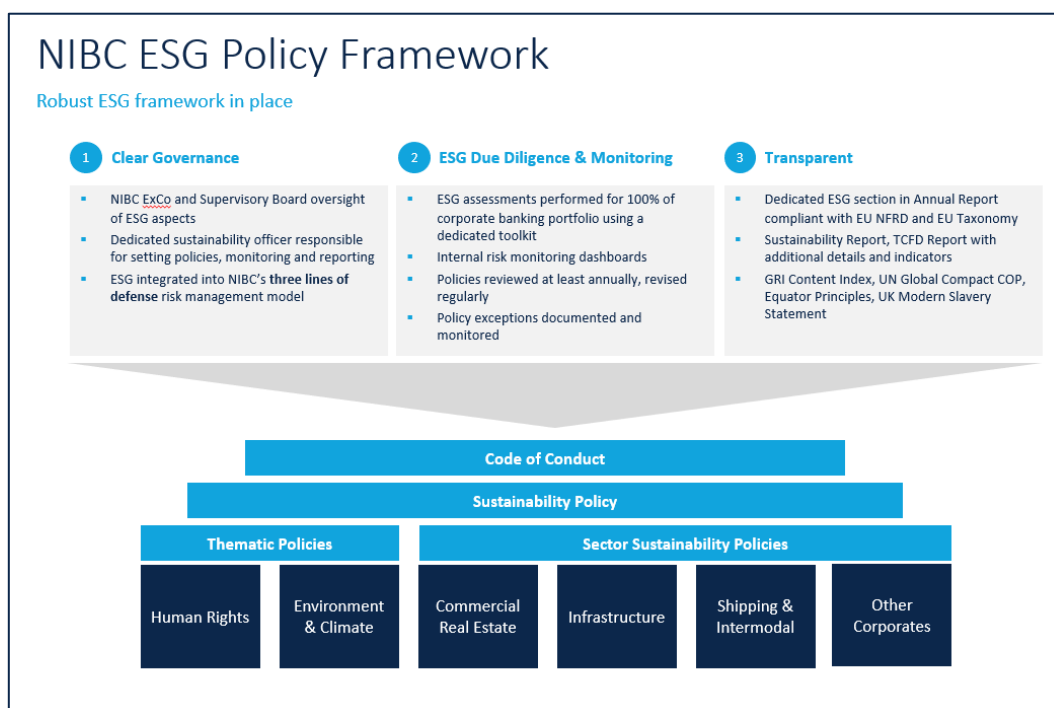 NIBC ESG Policy Framework
Robust ESG framework in place
1 Clear Governance
▪ NIBC ExCo and Supervisory Board oversight
of ESG aspects
▪ Dedicated sustainability officer responsible
for setting policies, monitoring and reporting
▪ ESG integrated into NIBC's three lines of
defense risk management model
2 ESG Due Diligence & Monitoring
▪ ESG assessments performed for 100% of
corporate banking portfolio using a
dedicated toolkit
▪ Internal risk monitoring dashboards
▪ Policies reviewed at least annually, revised
regularly
▪ Policy exceptions documented and
monitored
3 Transparent
▪ Dedicated ESG section in Annual Report
compliant with EU NFRD and EU Taxonomy
▪ Sustainability Report, TCFD Report with
additional details and indicators
▪ GRI Content Index, UN Global Compact COP,
Equator Principles, UK Modern Slavery
Statement
Code of Conduct
Sustainability Policy
Thematic Policies
Human Rights
Environment
& Climate
Sector Sustainability Policies
Commercial
Real Estate
Infrastructure
Shipping &
Intermodal
Other
Corporates